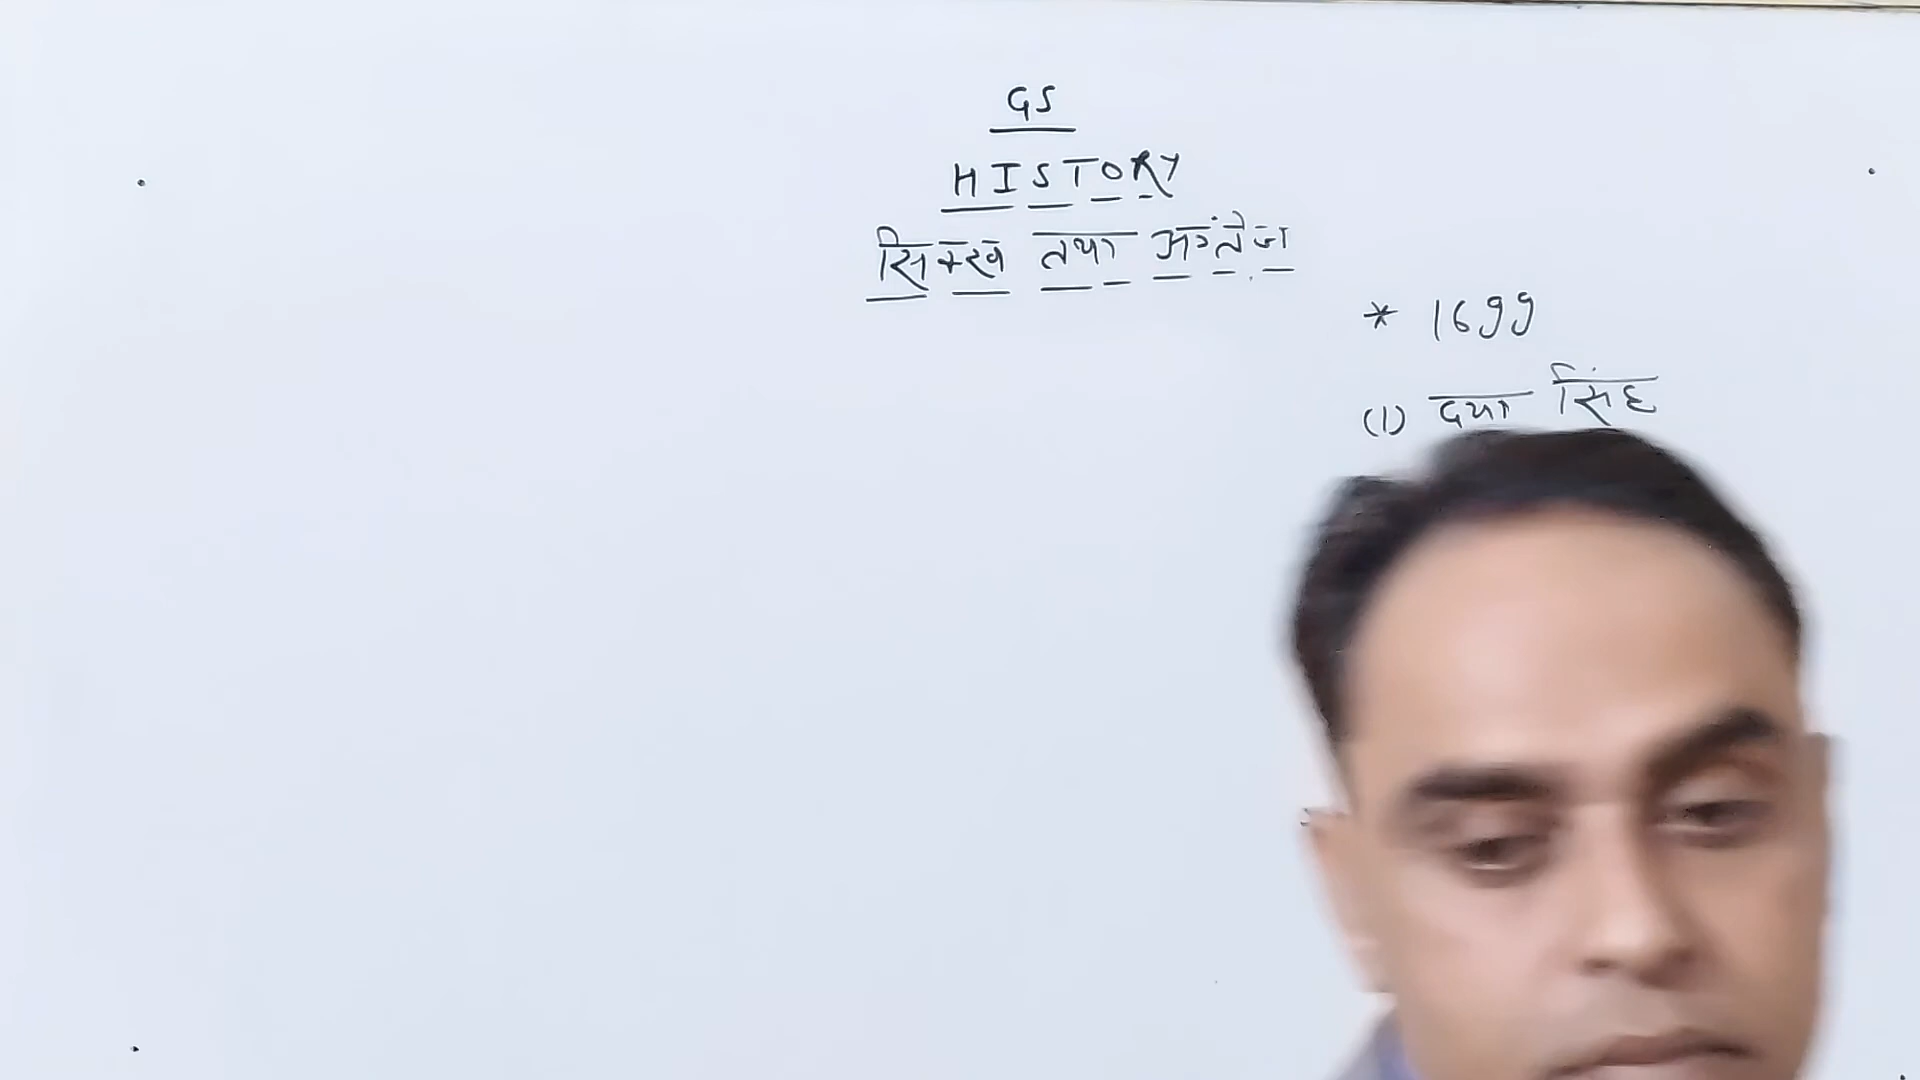 GS
HISTORY
सिक्ख तथा अंग्रेज
* 1699
(1) दया सिंह